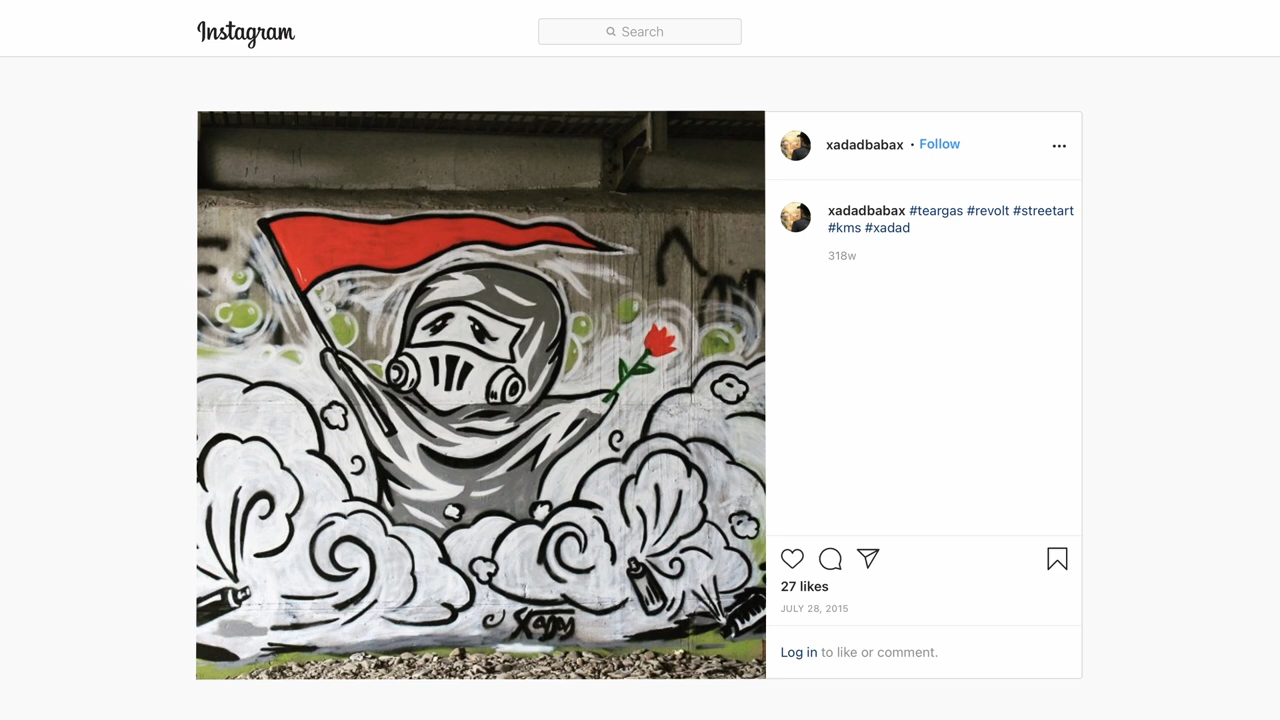 Instagram
Search
xadadbabax • Follow
xadadbabax #teargas #revolt #streetart
#kms #xadad
318w
27 likes
JULY 28, 2015
Log in to like or comment.